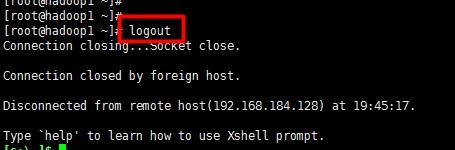 [root@hadoop1 ~]#
[root@hadoop1 ~]#
[root@hadoop1 ~]# logout
Connection closing...Socket close.
Connection closed by foreign host.
Disconnected from remote host(192.168.184.128) at 19:45:17.
Type `help' to learn how to use Xshell prompt.
[c:\~]$